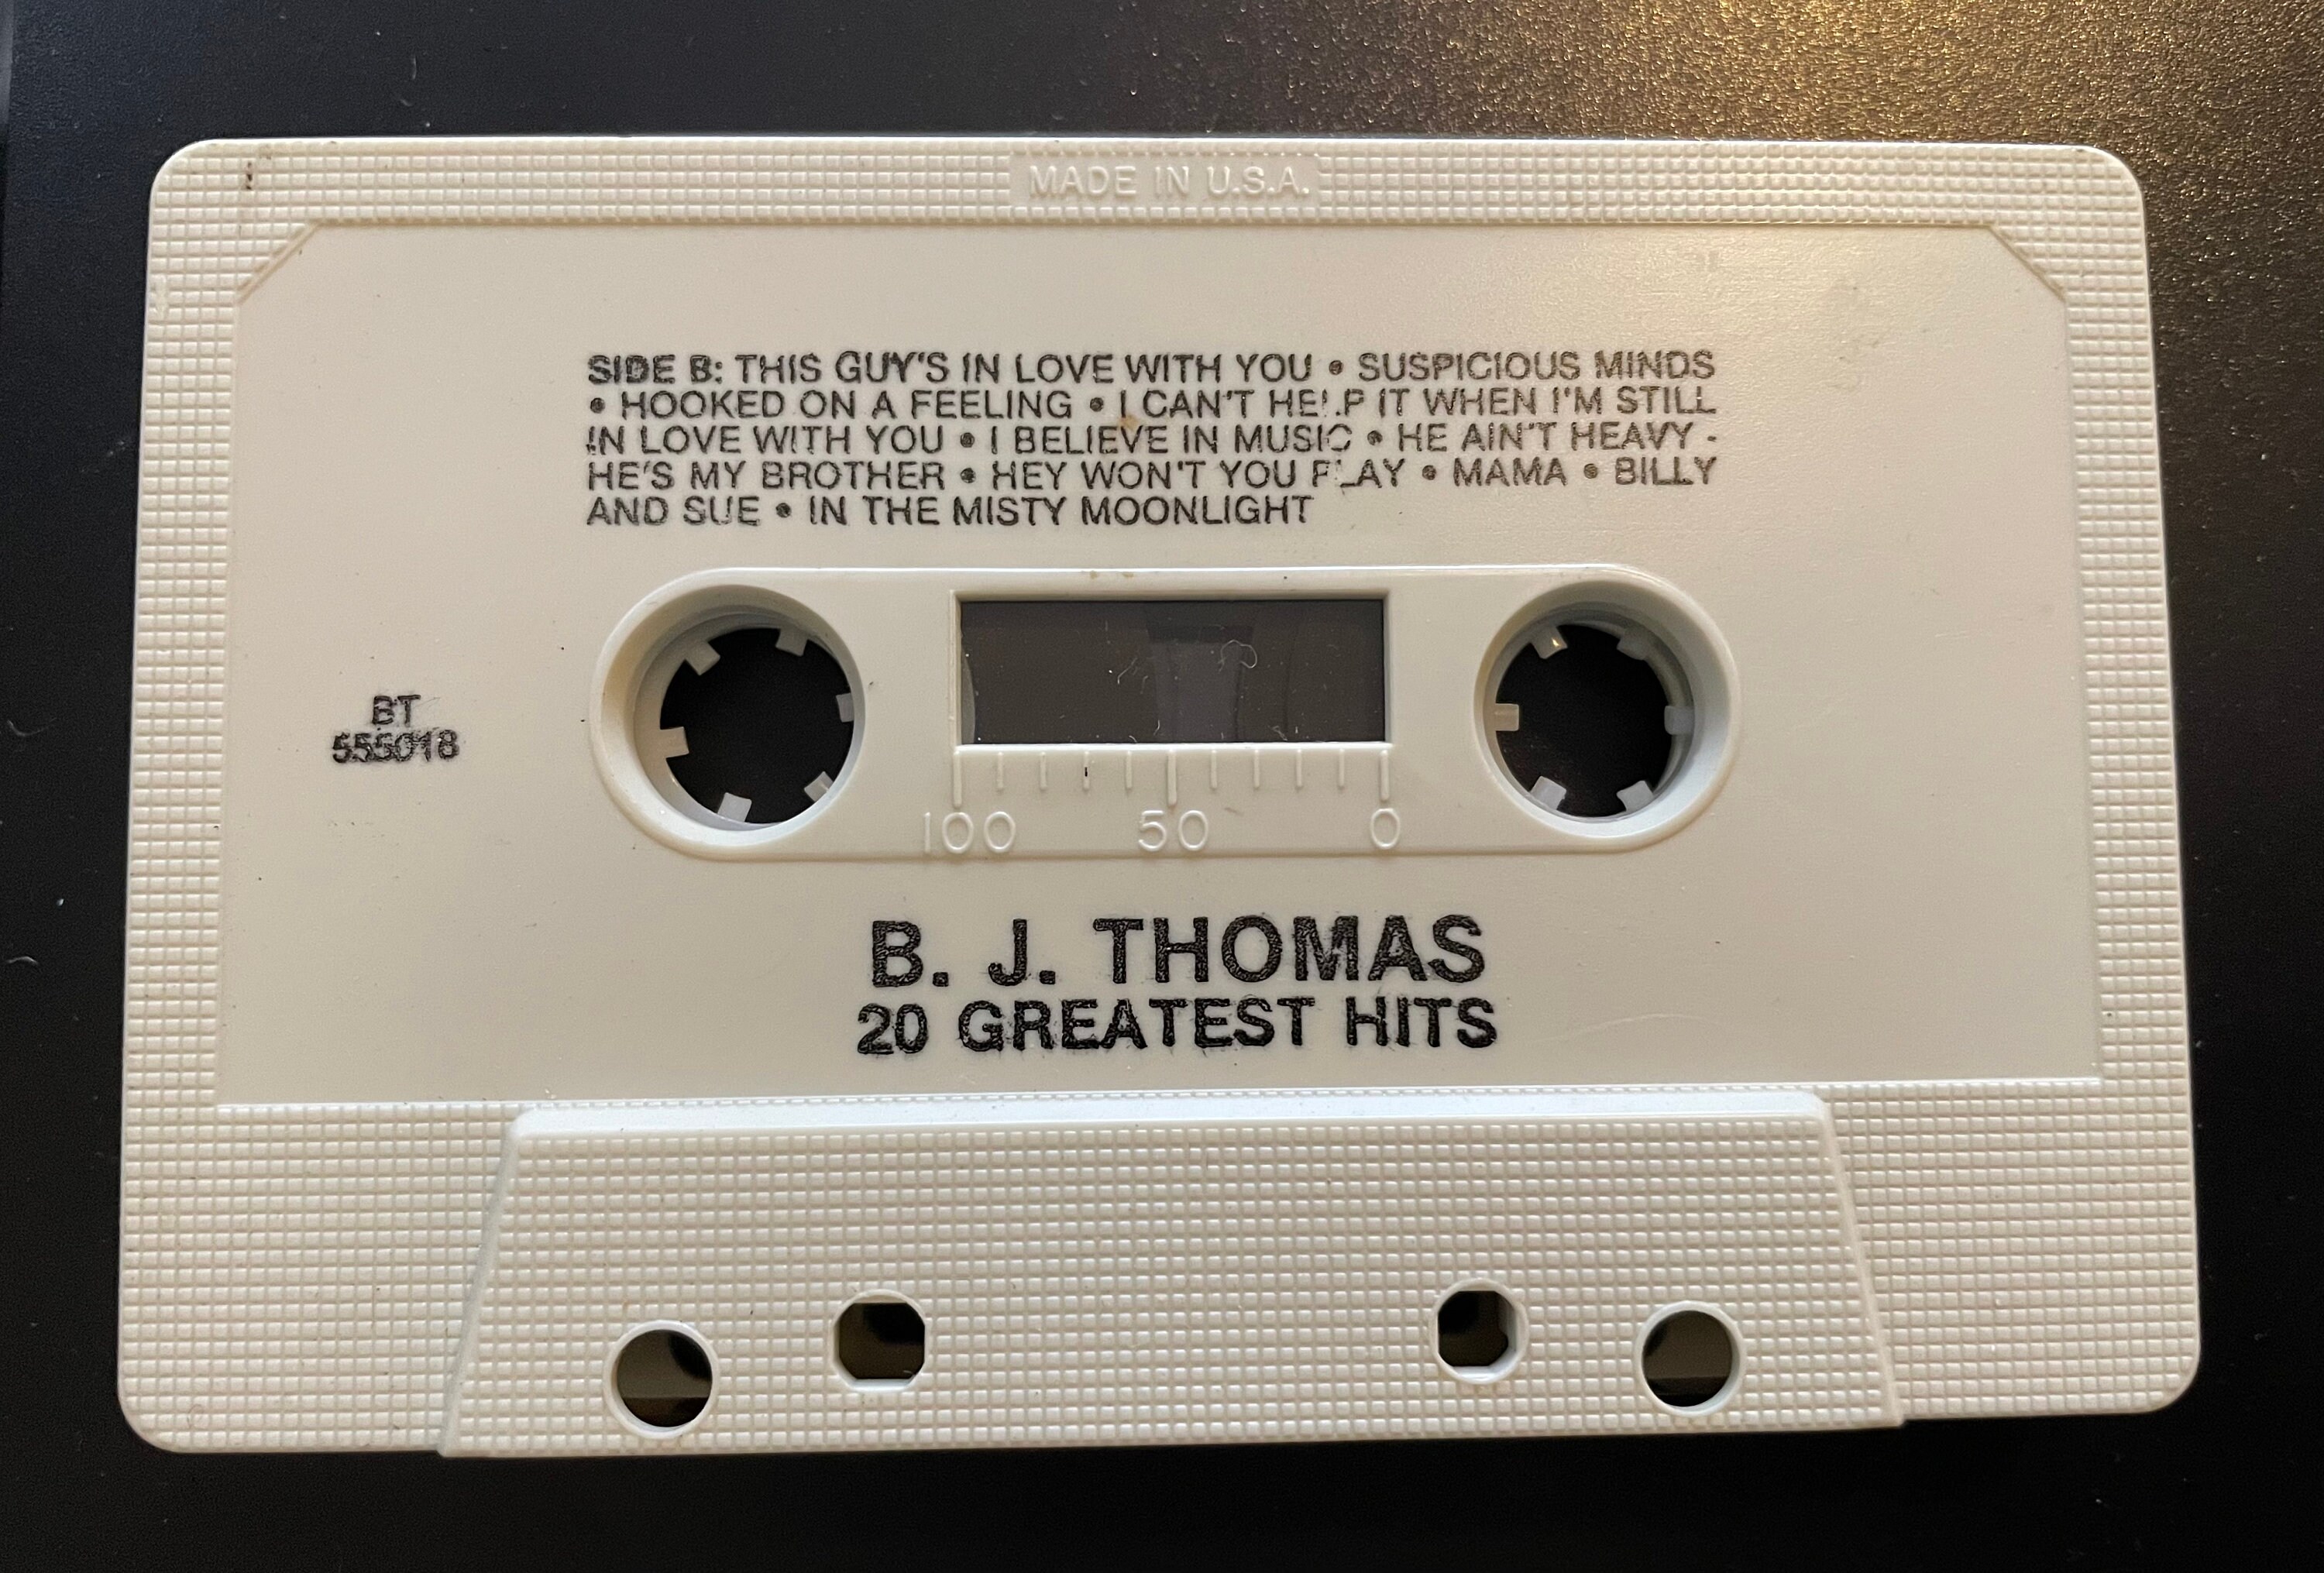 MADE IN U.S.A.
SIDE B: THIS GUY'S IN LOVE WITH YOU • SUSPICIOUS MINDS
• HOOKED ON A FEELING • I CAN'T HELP IT WHEN I'M STILL
IN LOVE WITH YOU • I BELIEVE IN MUSIC • HE AIN'T HEAVY -
HE'S MY BROTHER • HEY WON'T YOU PLAY • MAMA • BILLY
AND SUE • IN THE MISTY MOONLIGHT
BT
555018
100 50 0
B. J. THOMAS
20 GREATEST HITS